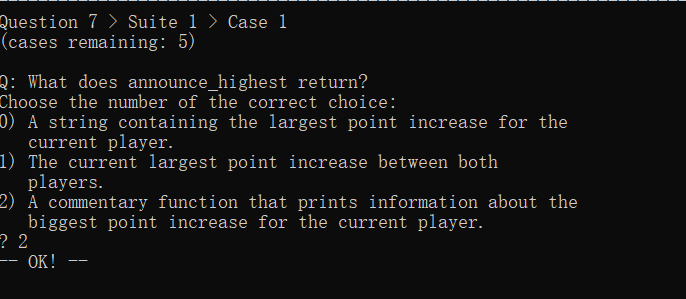 Question 7 > Suite 1 > Case 1
(cases remaining: 5)
Q: What does announce_highest return?
Choose the number of the correct choice:
0) A string containing the largest point increase for the
current player.
1) The current largest point increase between both
players.
2) A commentary function that prints information about the
biggest point increase for the current player.
? 2
-- OK! --